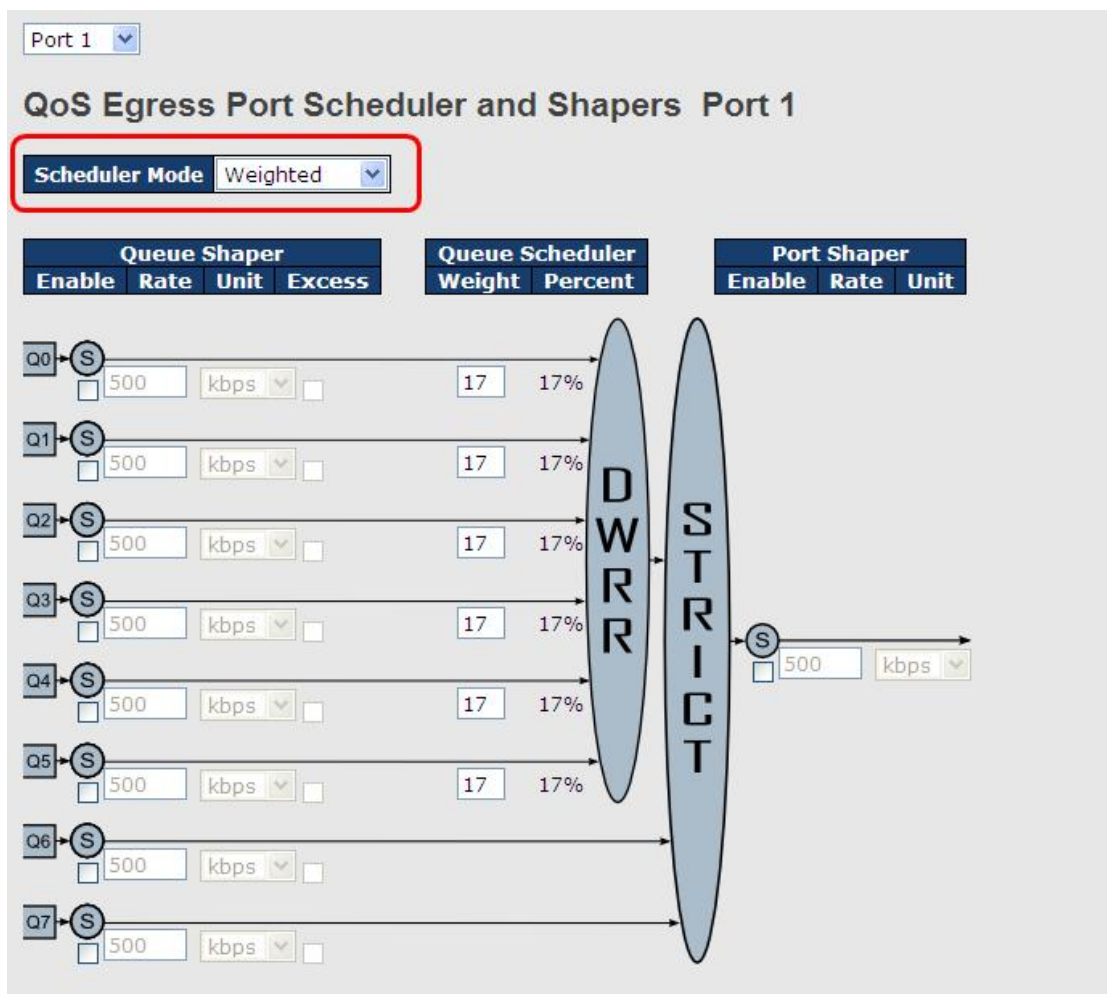 Port 1
QoS Egress Port Scheduler and Shapers Port 1
Scheduler Mode Weighted
Queue Shaper Queue Scheduler Port Shaper
Enable Rate Unit Excess Weight Percent Enable Rate Unit
Q0 S
500 kbps 17 17%
Q1 S
500 kbps 17 17%
Q2 S
500 kbps 17 17%
Q3 S
500 kbps 17 17%
Q4 S
500 kbps 17 17%
Q5 S
500 kbps 17 17%
Q6 S
500 kbps
Q7 S
500 kbps
DWRR
STRICT
S
500 kbps